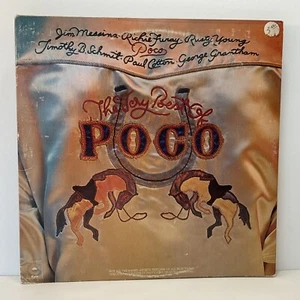 Jim Messina · Richie Furay · Rusty Young
Poco
Timothy B. Schmit · Paul Cotton · George Grantham
The Very Best Of
POCO